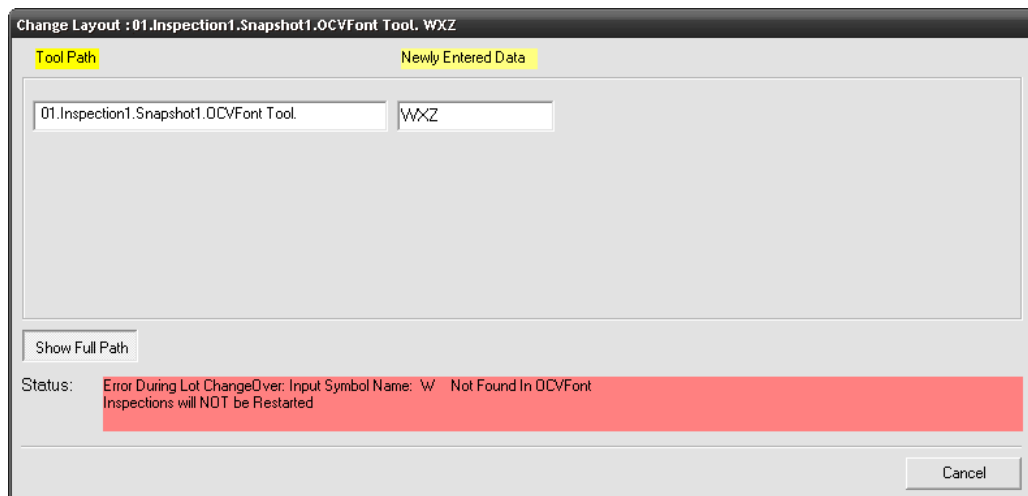 Change Layout :01.Inspection1.Snapshot1.OCVFont Tool. WXZ
Tool Path Newly Entered Data
01.Inspection1.Snapshot1.OCVFont Tool. WXZ
Show Full Path
Status: Error During Lot ChangeOver: Input Symbol Name: W Not Found In OCVFont
Inspections will NOT be Restarted
Cancel